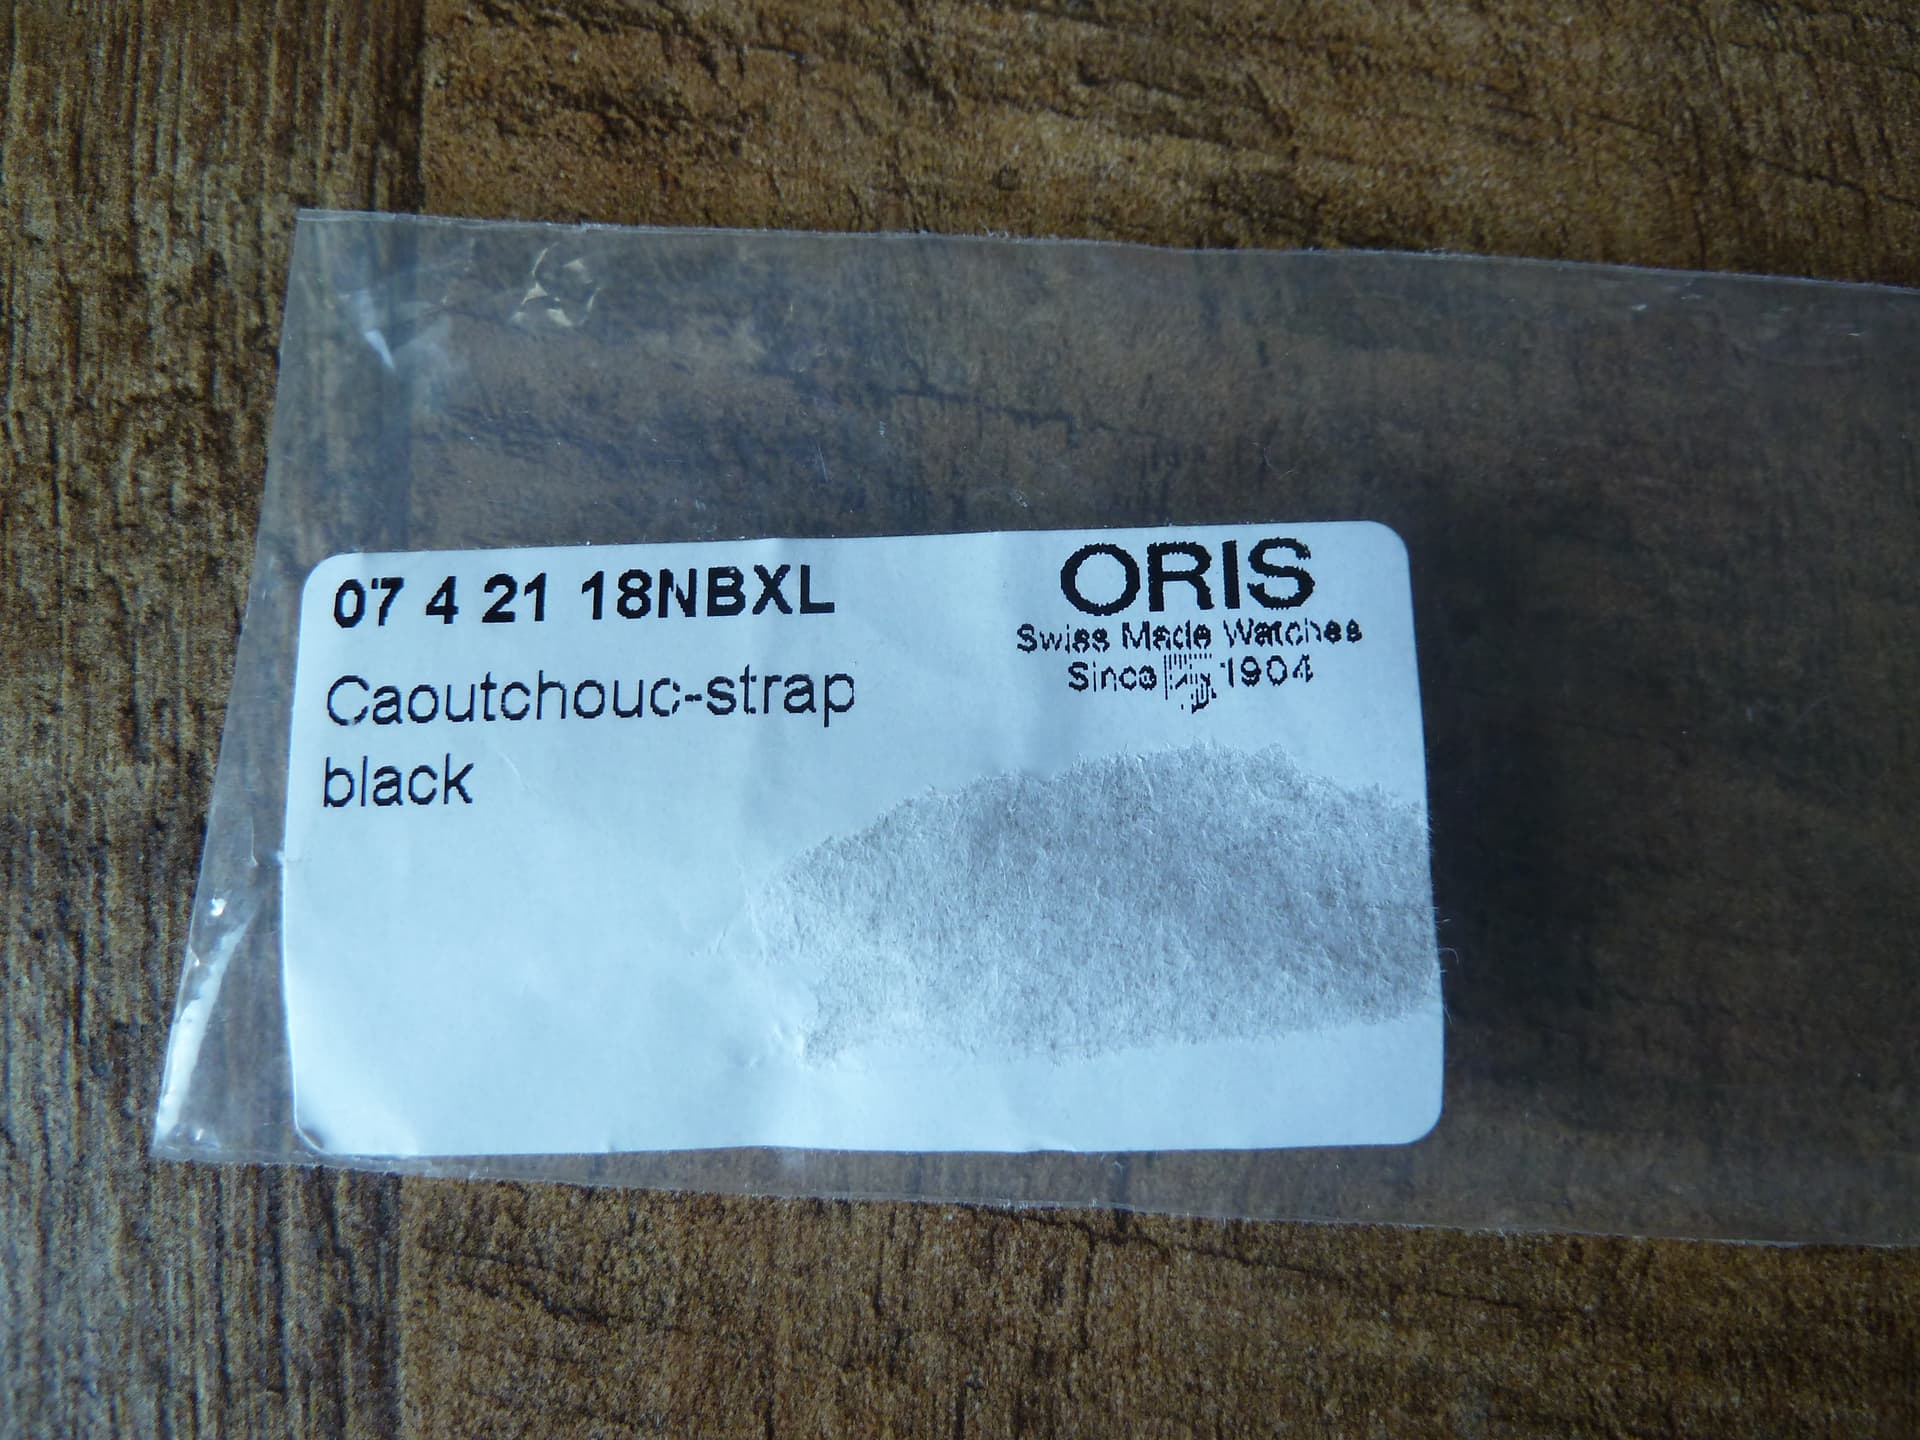 07 4 21 18NBXL
Caoutchouc-strap
black
ORIS
Swiss Made Watches
Since 1904